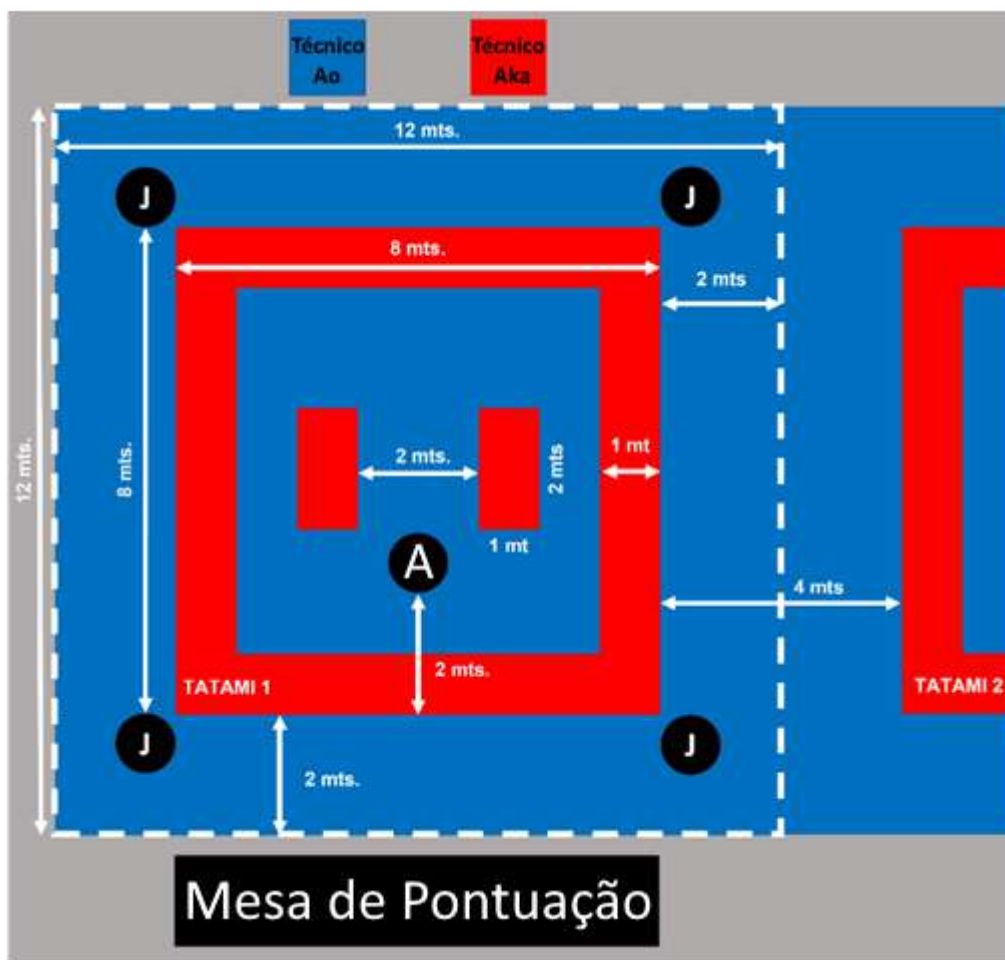 Técnico
Ao
Técnico
Aka
12 mts.
J
J
8 mts.
2 mts
12 mts.
8 mts.
2 mts.
2 mts
1 mt
1 mt
A
4 mts
2 mts.
TATAMI 1
TATAMI 2
J
J
2 mts.
Mesa de Pontuação